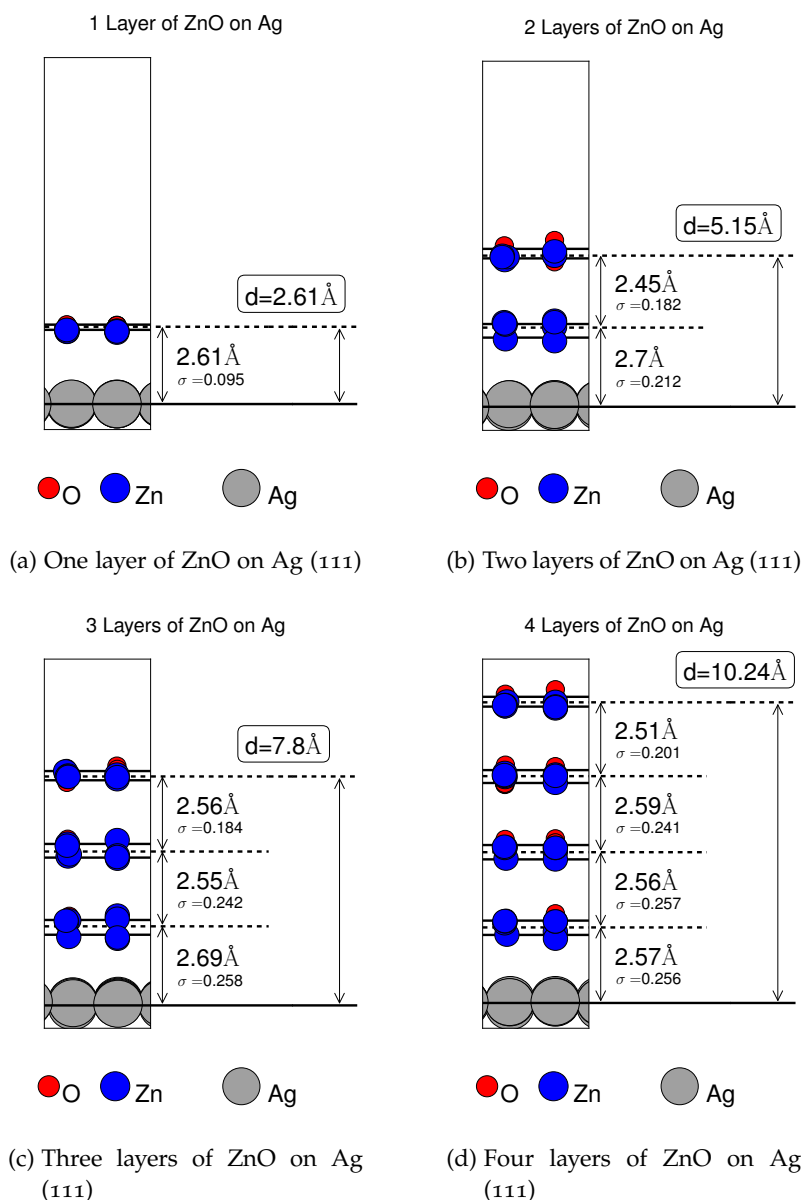 1 Layer of ZnO on Ag
d=2.61Å
2.61Å
σ =0.095
O Zn Ag
(a) One layer of ZnO on Ag (111)
2 Layers of ZnO on Ag
d=5.15Å
2.45Å
σ =0.182
2.7Å
σ =0.212
O Zn Ag
(b) Two layers of ZnO on Ag (111)
3 Layers of ZnO on Ag
d=7.8Å
2.56Å
σ =0.184
2.55Å
σ =0.242
2.69Å
σ =0.258
O Zn Ag
(c) Three layers of ZnO on Ag
(111)
4 Layers of ZnO on Ag
d=10.24Å
2.51Å
σ =0.201
2.59Å
σ =0.241
2.56Å
σ =0.257
2.57Å
σ =0.256
O Zn Ag
(d) Four layers of ZnO on Ag
(111)